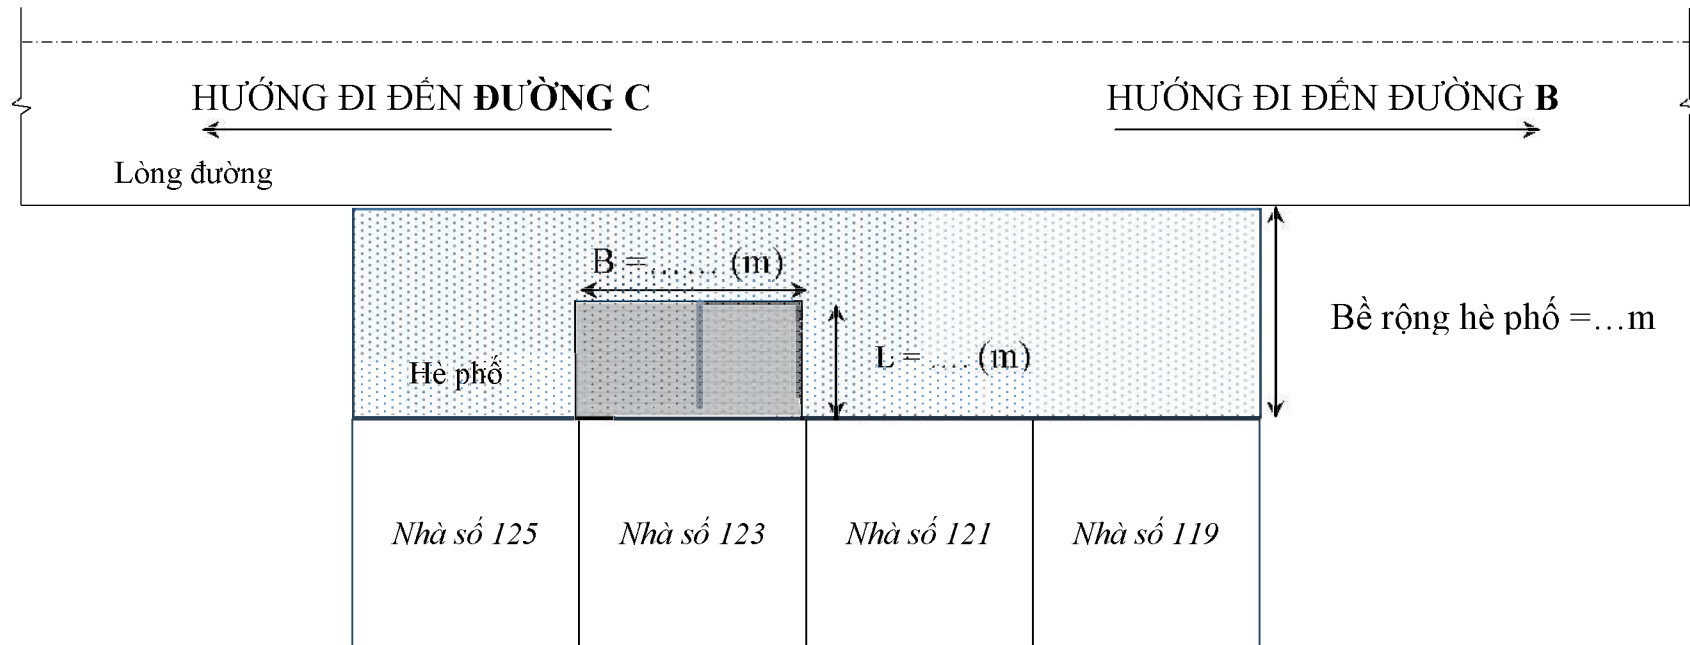 HƯỚNG ĐI ĐẾN ĐƯỜNG C
HƯỚNG ĐI ĐẾN ĐƯỜNG B
Lòng đường
B =…… (m)
L = …. (m)
Bề rộng hè phố =…m
Hè phố
Nhà số 125
Nhà số 123
Nhà số 121
Nhà số 119